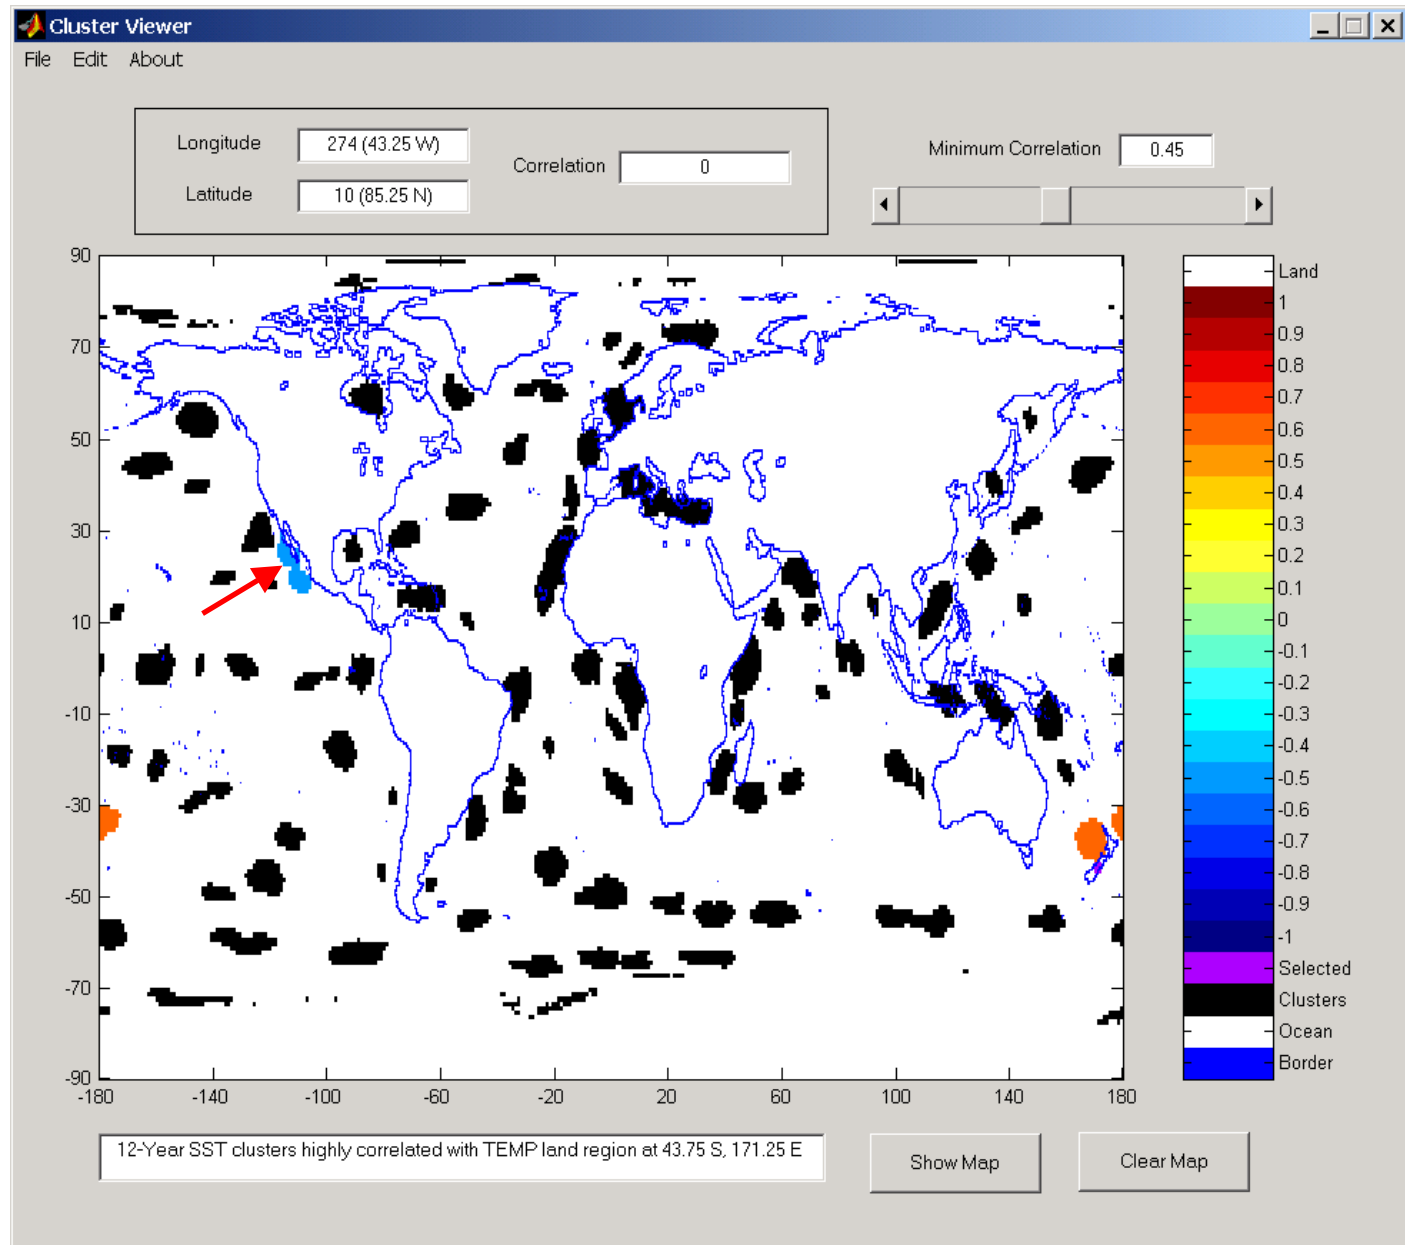 Cluster Viewer
File Edit About
Longitude 274 (43.25 W)
Latitude 10 (85.25 N)
Correlation 0
Minimum Correlation 0.45
90
70
50
30
10
-10
-30
-50
-70
-90
-180 -140 -100 -60 -20 20 60 100 140 180
Land
1
0.9
0.8
0.7
0.6
0.5
0.4
0.3
0.2
0.1
0
-0.1
-0.2
-0.3
-0.4
-0.5
-0.6
-0.7
-0.8
-0.9
-1
Selected
Clusters
Ocean
Border
12-Year SST clusters highly correlated with TEMP land region at 43.75 S, 171.25 E
Show Map
Clear Map